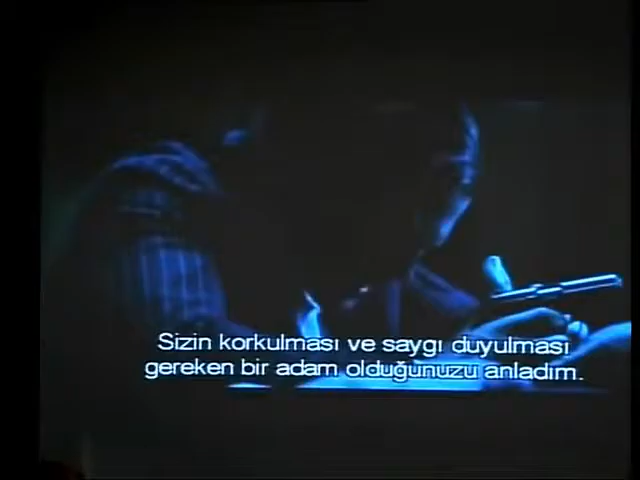 Sizin korkulması ve saygı duyulması
gereken bir adam olduğunuzu anladım.